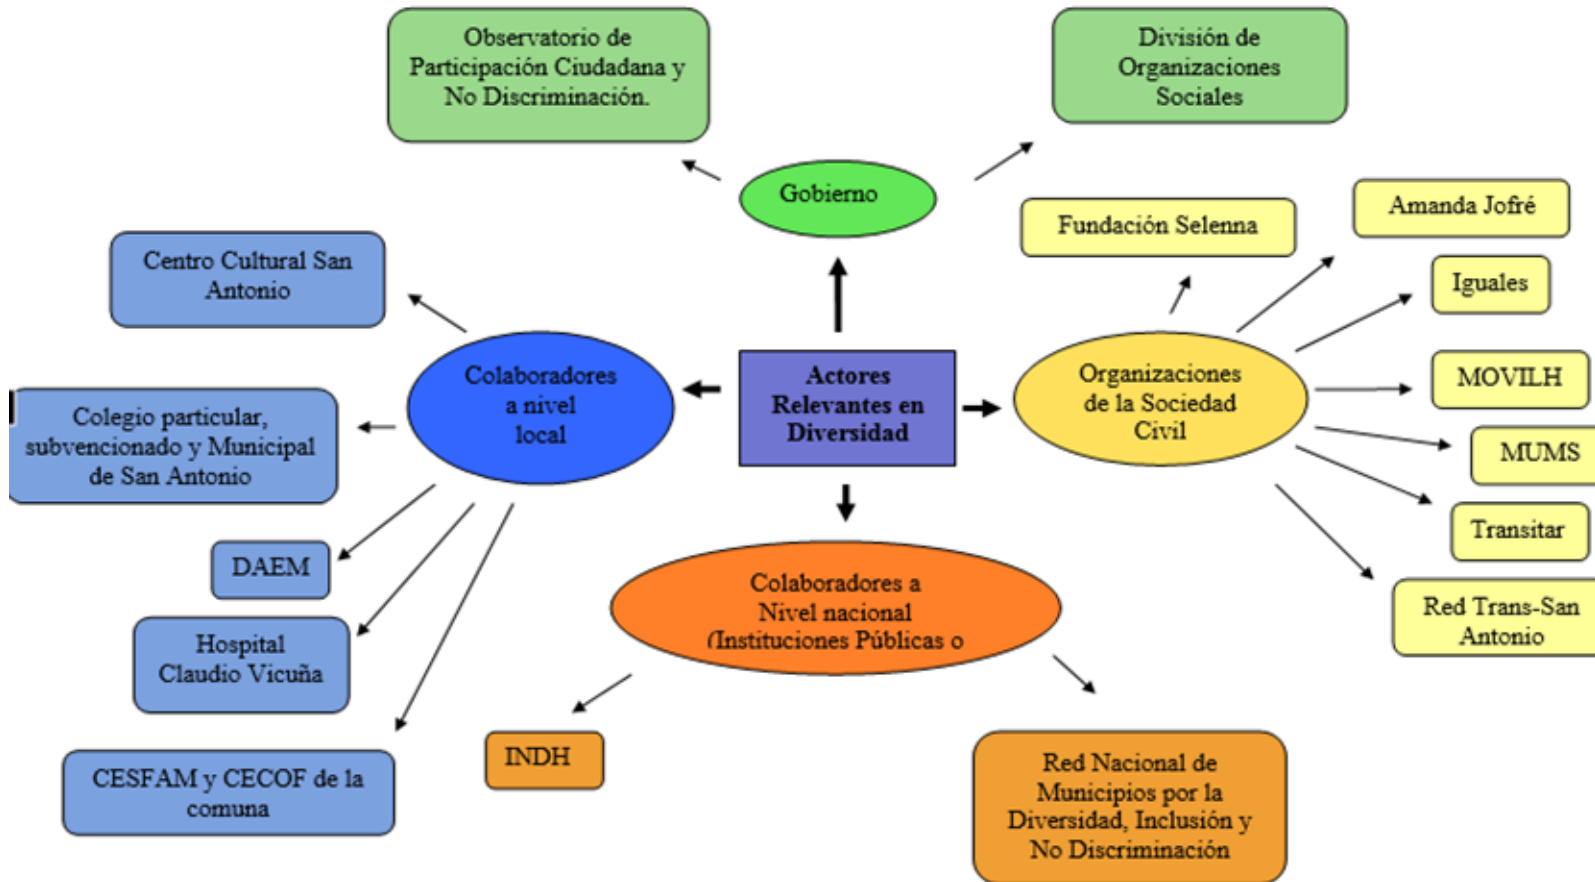 Observatorio de
Participación Ciudadana y
No Discriminación.
División de
Organizaciones
Sociales
Gobierno
Fundación Selenna
Amanda Jofré
Iguales
MOVILH
MUMS
Transitar
Red Trans-San
Antonio
Organizaciones
de la Sociedad
Civil
Actores
Relevantes en
Diversidad
Colaboradores
a nivel
local
Centro Cultural San
Antonio
Colegio particular,
subvencionado y Municipal
de San Antonio
DAEM
Hospital
Claudio Vicuña
CESFAM y CECOF de la
comuna
Colaboradores a
Nivel nacional
(Instituciones Públicas o
INDH
Red Nacional de
Municipios por la
Diversidad, Inclusión y
No Discriminación